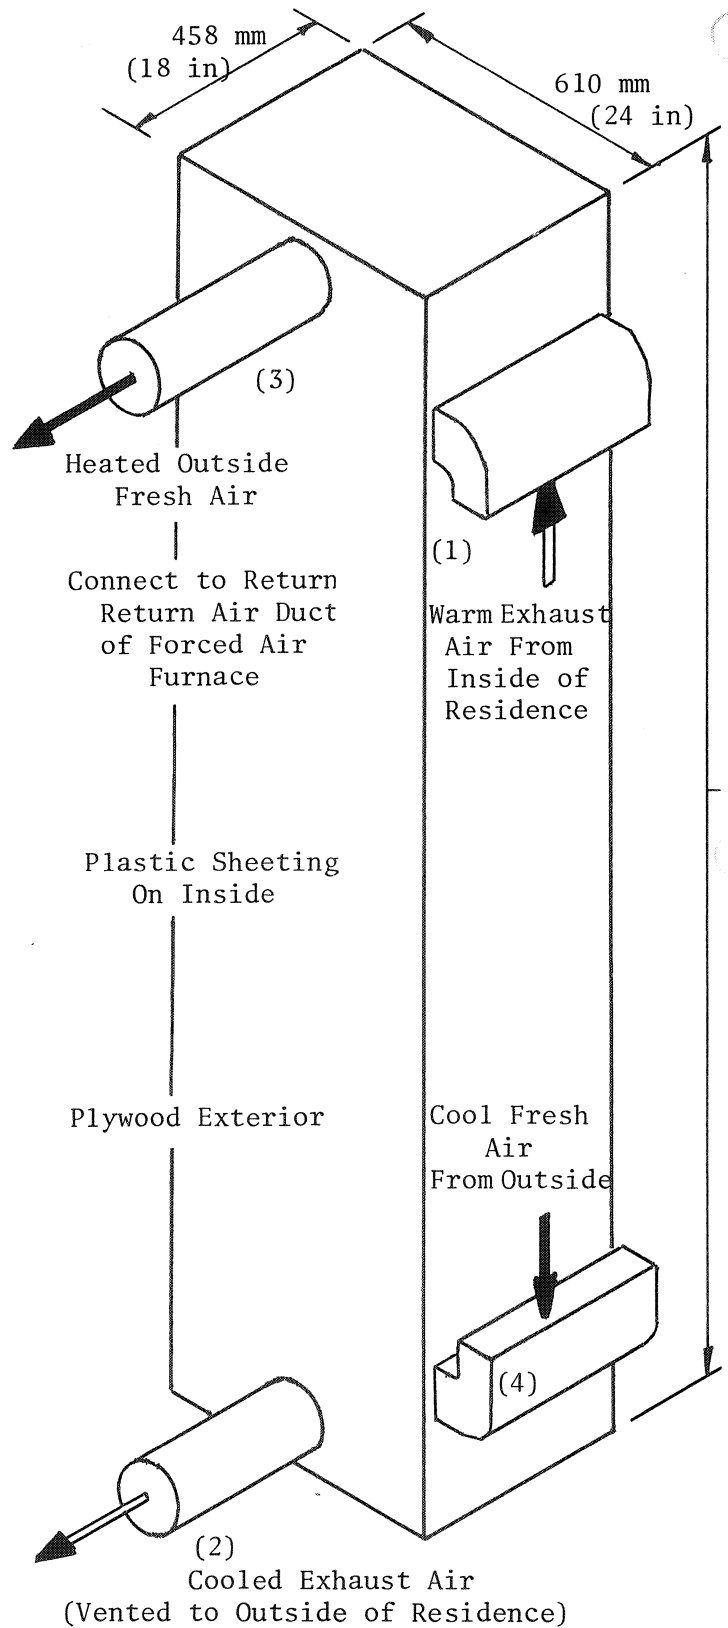 458 mm
(18 in)
610 mm
(24 in)
(3)
Heated Outside
Fresh Air
(1)
Connect to Return
Return Air Duct
of Forced Air
Furnace
Warm Exhaust
Air From
Inside of
Residence
Plastic Sheeting
On Inside
Plywood Exterior
Cool Fresh
Air
From Outside
(4)
(2)
Cooled Exhaust Air
(Vented to Outside of Residence)